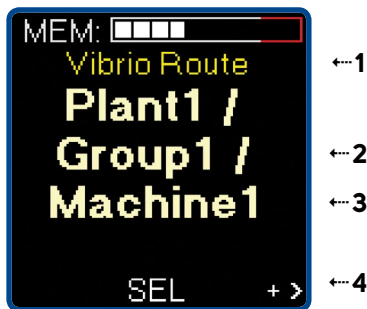 MEM:
Vibrio Route
Plant1 /
Group1 /
Machine1
SEL + >
1
2
3
4